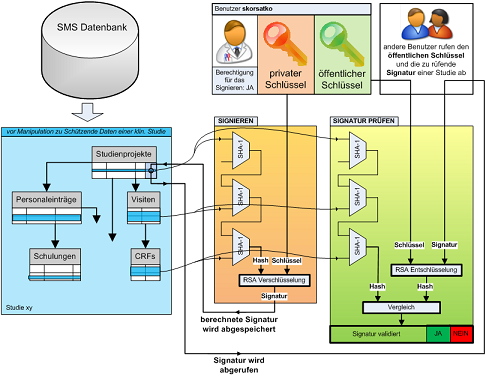 SMS Datenbank
Benutzer skorsatko
Berechtigung
für das
Signieren: JA
privater
Schlüssel
öffentlicher
Schlüssel
andere Benutzer rufen den
öffentlichen Schlüssel
und die zu rüfende
Signatur einer Studie ab
vor Manipulation zu Schützende Daten einer klin. Studie
Studienprojekte
Personaleinträge
Visiten
Schulungen
CRFs
Studie xy
SIGNIEREN
SHA-1
SHA-1
SHA-1
Hash
Schlüssel
RSA Verschlüsselung
Signatur
berechnete Signatur
wird abgespeichert
SIGNATUR PRÜFEN
SHA-1
SHA-1
SHA-1
Schlüssel
Signatur
RSA Entschlüsselung
Hash
Hash
Vergleich
Signatur validiert
JA
NEIN
Signatur wird
abgerufen